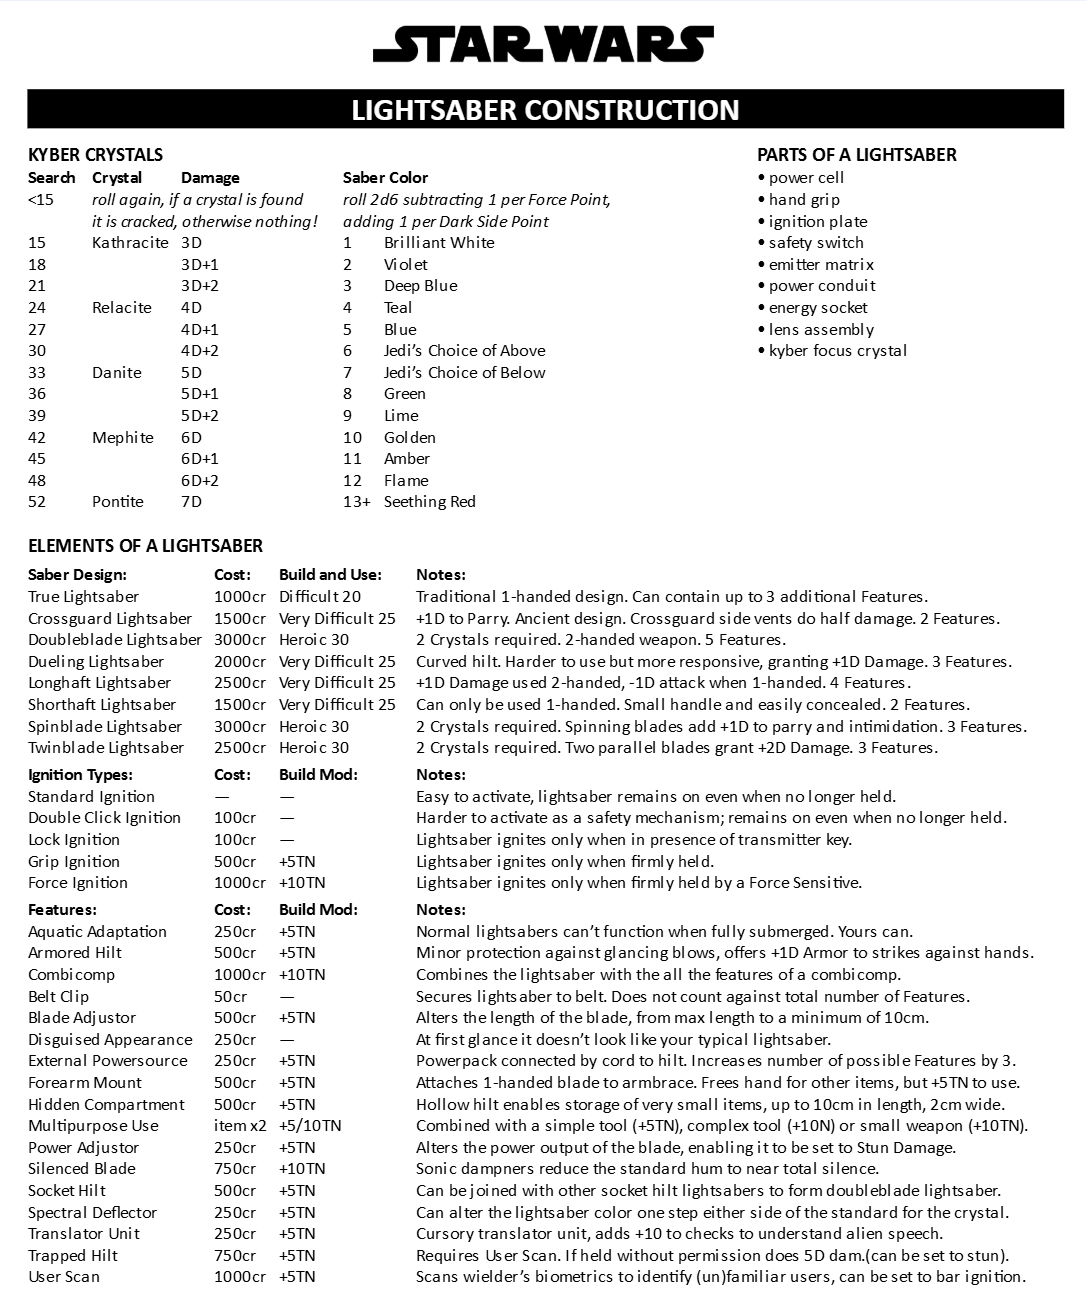 STAR WARS
LIGHTSABER CONSTRUCTION
KYBER CRYSTALS
Search Crystal Damage Saber Color
<15 roll again, if a crystal is found roll 2d6 subtracting 1 per Force Point,
it is cracked, otherwise nothing! adding 1 per Dark Side Point
15 Kathracite 3D 1 Brilliant White
18 3D+1 2 Violet
21 3D+2 3 Deep Blue
24 Relacite 4D 4 Teal
27 4D+1 5 Blue
30 4D+2 6 Jedi's Choice of Above
33 Danite 5D 7 Jedi's Choice of Below
36 5D+1 8 Green
39 5D+2 9 Lime
42 Mephite 6D 10 Golden
45 6D+1 11 Amber
48 6D+2 12 Flame
52 Pontite 7D 13+ Seething Red
PARTS OF A LIGHTSABER
• power cell
• hand grip
• ignition plate
• safety switch
• emitter matrix
• power conduit
• energy socket
• lens assembly
• kyber focus crystal
ELEMENTS OF A LIGHTSABER
Saber Design: Cost: Build and Use: Notes:
True Lightsaber 1000cr Difficult 20 Traditional 1-handed design. Can contain up to 3 additional Features.
Crossguard Lightsaber 1500cr Very Difficult 25 +1D to Parry. Ancient design. Crossguard side vents do half damage. 2 Features.
Doubleblade Lightsaber 3000cr Heroic 30 2 Crystals required. 2-handed weapon. 5 Features.
Dueling Lightsaber 2000cr Very Difficult 25 Curved hilt. Harder to use but more responsive, granting +1D Damage. 3 Features.
Longhaft Lightsaber 2500cr Very Difficult 25 +1D Damage used 2-handed, -1D attack when 1-handed. 4 Features.
Shorthaft Lightsaber 1500cr Very Difficult 25 Can only be used 1-handed. Small handle and easily concealed. 2 Features.
Spinblade Lightsaber 3000cr Heroic 30 2 Crystals required. Spinning blades add +1D to parry and intimidation. 3 Features.
Twinblade Lightsaber 2500cr Heroic 30 2 Crystals required. Two parallel blades grant +2D Damage. 3 Features.
Ignition Types: Cost: Build Mod: Notes:
Standard Ignition — — Easy to activate, lightsaber remains on even when no longer held.
Double Click Ignition 100cr — Harder to activate as a safety mechanism; remains on even when no longer held.
Lock Ignition 100cr — Lightsaber ignites only when in presence of transmitter key.
Grip Ignition 500cr +5TN Lightsaber ignites only when firmly held.
Force Ignition 1000cr +10TN Lightsaber ignites only when firmly held by a Force Sensitive.
Features: Cost: Build Mod: Notes:
Aquatic Adaptation 250cr +5TN Normal lightsabers can't function when fully submerged. Yours can.
Armored Hilt 500cr +5TN Minor protection against glancing blows, offers +1D Armor to strikes against hands.
Combicomp 1000cr +10TN Combines the lightsaber with the all the features of a combicomp.
Belt Clip 50cr — Secures lightsaber to belt. Does not count against total number of Features.
Blade Adjustor 500cr +5TN Alters the length of the blade, from max length to a minimum of 10cm.
Disguised Appearance 250cr — At first glance it doesn't look like your typical lightsaber.
External Powersource 250cr +5TN Powerpack connected by cord to hilt. Increases number of possible Features by 3.
Forearm Mount 500cr +5TN Attaches 1-handed blade to armbrace. Frees hand for other items, but +5TN to use.
Hidden Compartment 500cr +5TN Hollow hilt enables storage of very small items, up to 10cm in length, 2cm wide.
Multipurpose Use item x2 +5/10TN Combined with a simple tool (+5TN), complex tool (+10N) or small weapon (+10TN).
Power Adjustor 250cr +5TN Alters the power output of the blade, enabling it to be set to Stun Damage.
Silenced Blade 750cr +10TN Sonic dampners reduce the standard hum to near total silence.
Socket Hilt 500cr +5TN Can be joined with other socket hilt lightsabers to form doubleblade lightsaber.
Spectral Deflector 250cr +5TN Can alter the lightsaber color one step either side of the standard for the crystal.
Translator Unit 250cr +5TN Cursory translator unit, adds +10 to checks to understand alien speech.
Trapped Hilt 750cr +5TN Requires User Scan. If held without permission does 5D dam.(can be set to stun).
User Scan 1000cr +5TN Scans wielder's biometrics to identify (un)familiar users, can be set to bar ignition.